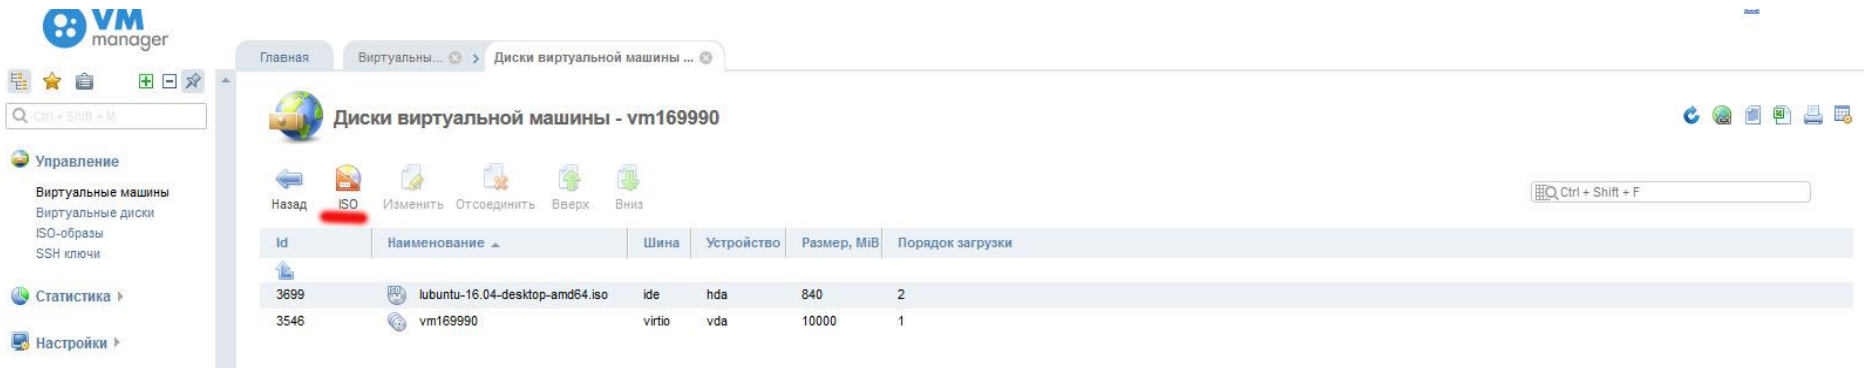 VM
manager
Главная
Виртуальны...
Диски виртуальной машины ...
Ctrl + Shift + M
Диски виртуальной машины - vm169990
Управление
Виртуальные машины
Виртуальные диски
ISO-образы
SSH ключи
Статистика
Настройки
Назад ISO Изменить Отсоединить Вверх Вниз
Ctrl + Shift + F
Id Наименование Шина Устройство Размер, MiB Порядок загрузки
3699 lubuntu-16.04-desktop-amd64.iso ide hda 840 2
3546 vm169990 virtio vda 10000 1